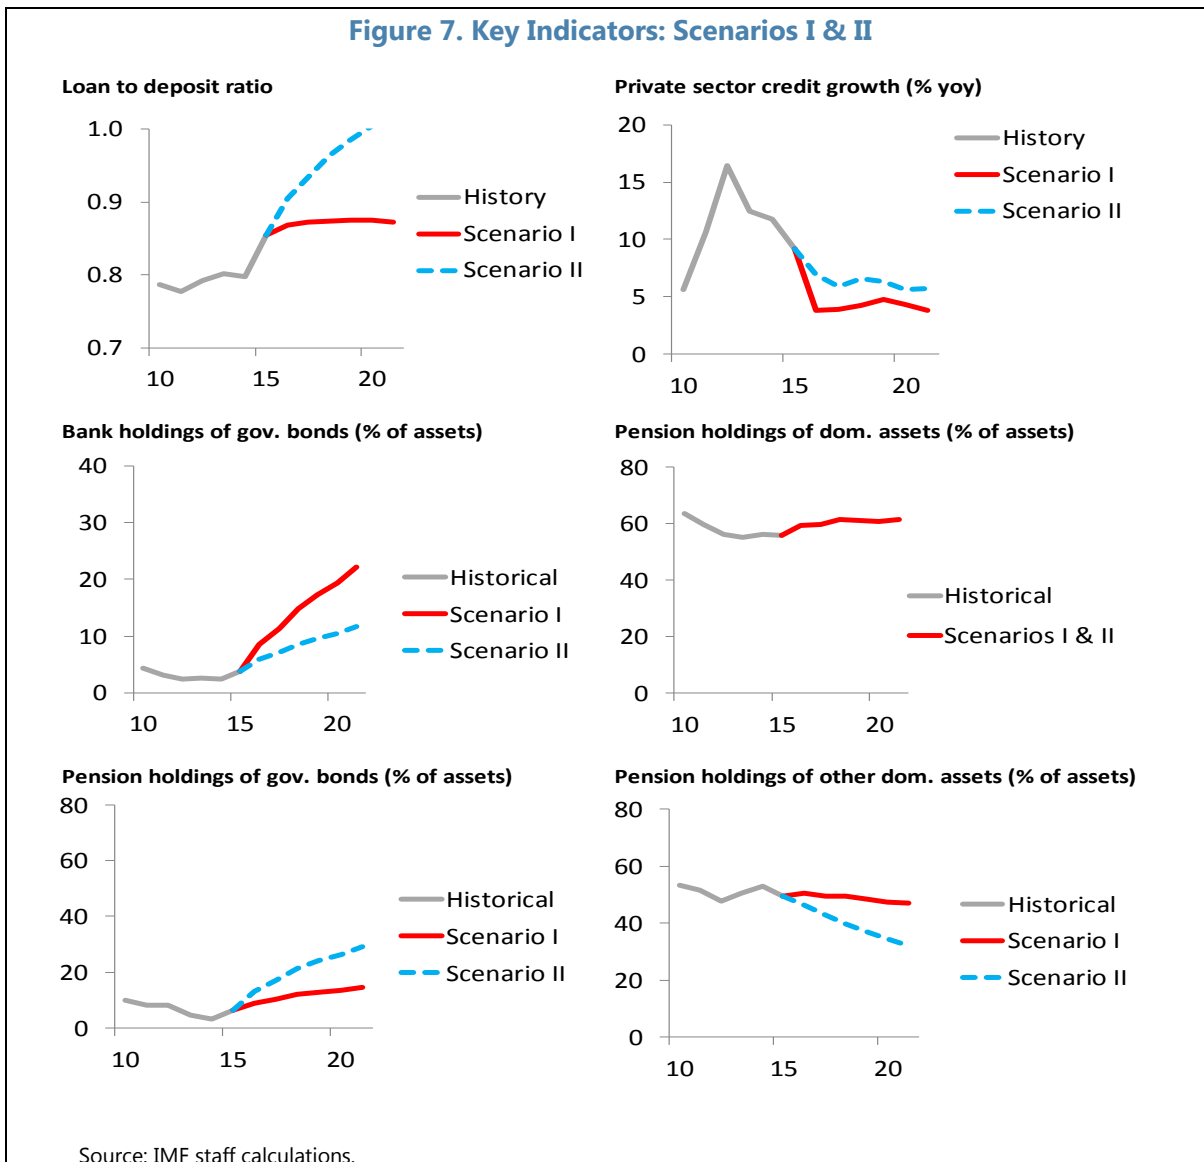 Figure 7. Key Indicators: Scenarios I & II
Loan to deposit ratio
1.0
0.9
0.8
0.7
10 15 20
History
Scenario I
Scenario II
Private sector credit growth (% yoy)
20
15
10
5
0
10 15 20
History
Scenario I
Scenario II
Bank holdings of gov. bonds (% of assets)
40
30
20
10
0
10 15 20
Historical
Scenario I
Scenario II
Pension holdings of dom. assets (% of assets)
80
60
40
20
0
10 15 20
Historical
Scenarios I & II
Pension holdings of gov. bonds (% of assets)
80
60
40
20
0
10 15 20
Historical
Scenario I
Scenario II
Pension holdings of other dom. assets (% of assets)
80
60
40
20
0
10 15 20
Historical
Scenario I
Scenario II
Source: IMF staff calculations.